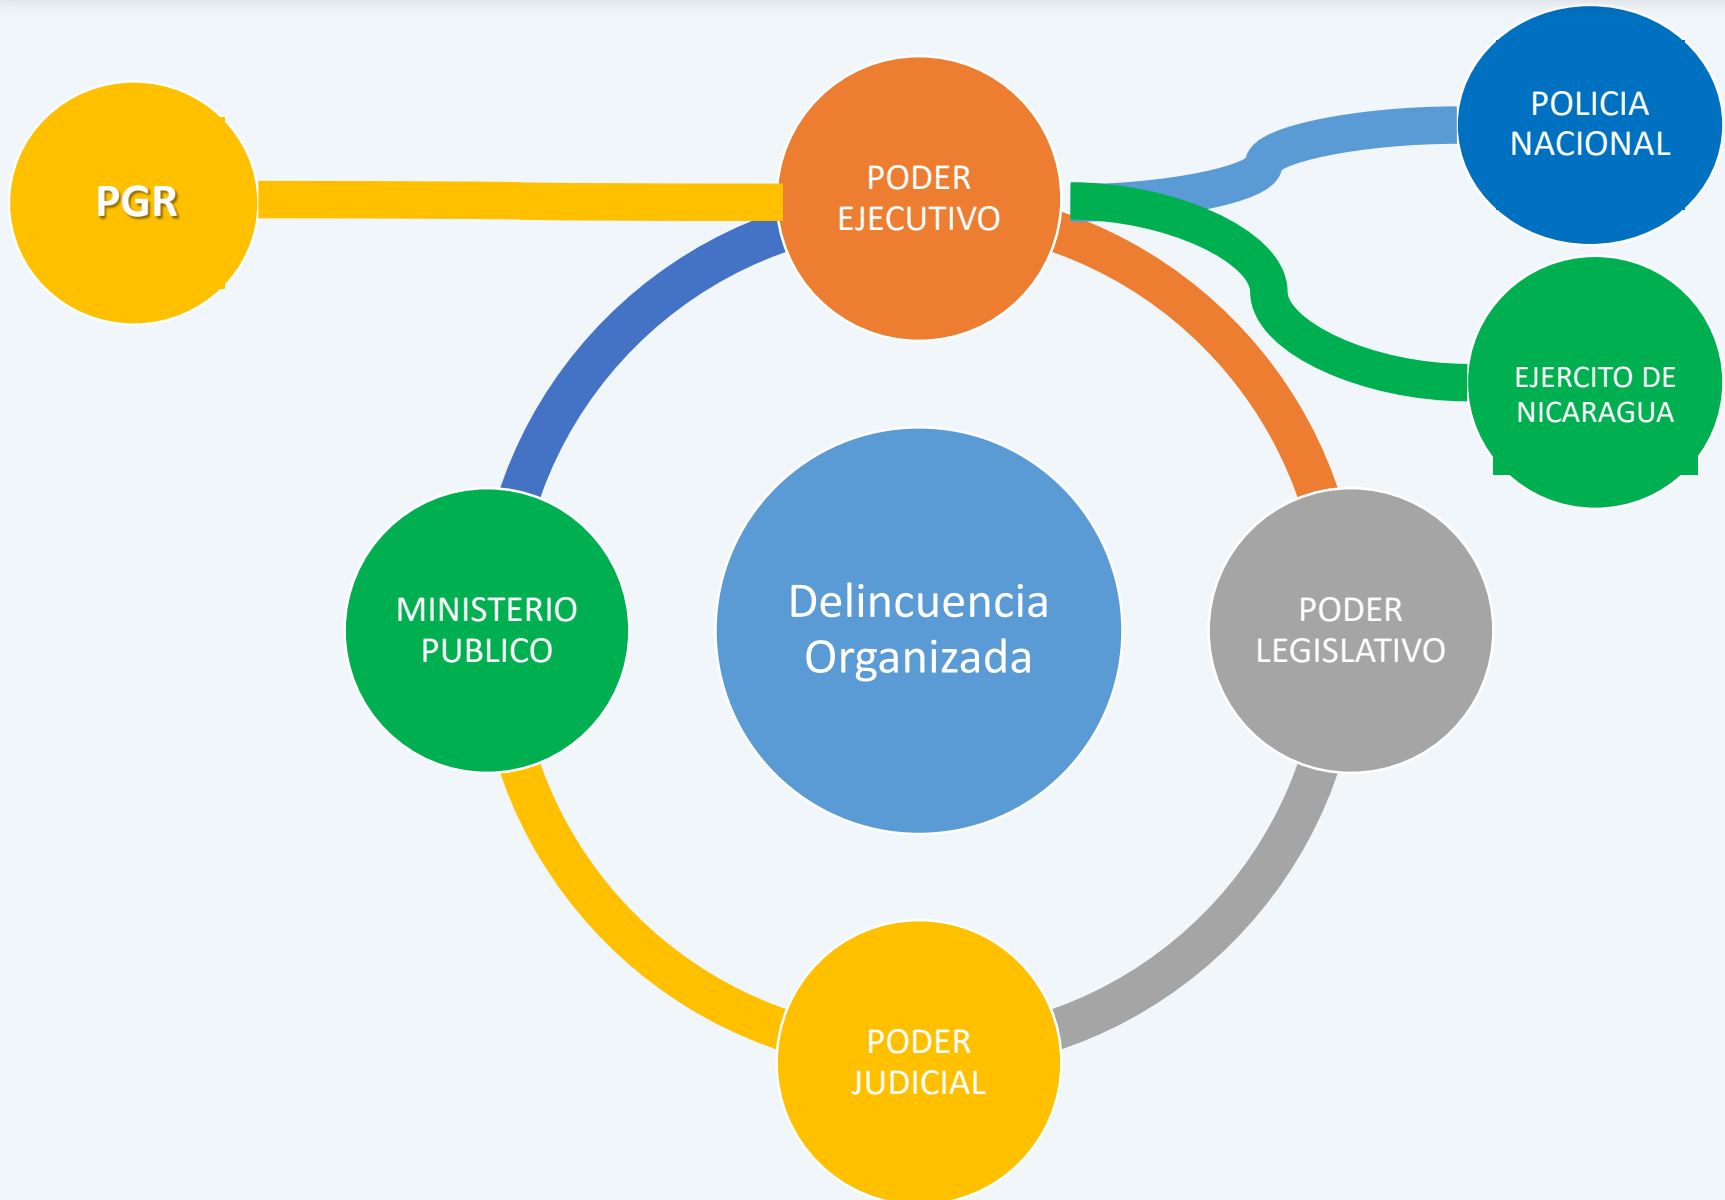 POLICIA
NACIONAL
PGR
PODER
EJECUTIVO
EJERCITO DE
NICARAGUA
MINISTERIO
PUBLICO
Delincuencia
Organizada
PODER
LEGISLATIVO
PODER
JUDICIAL